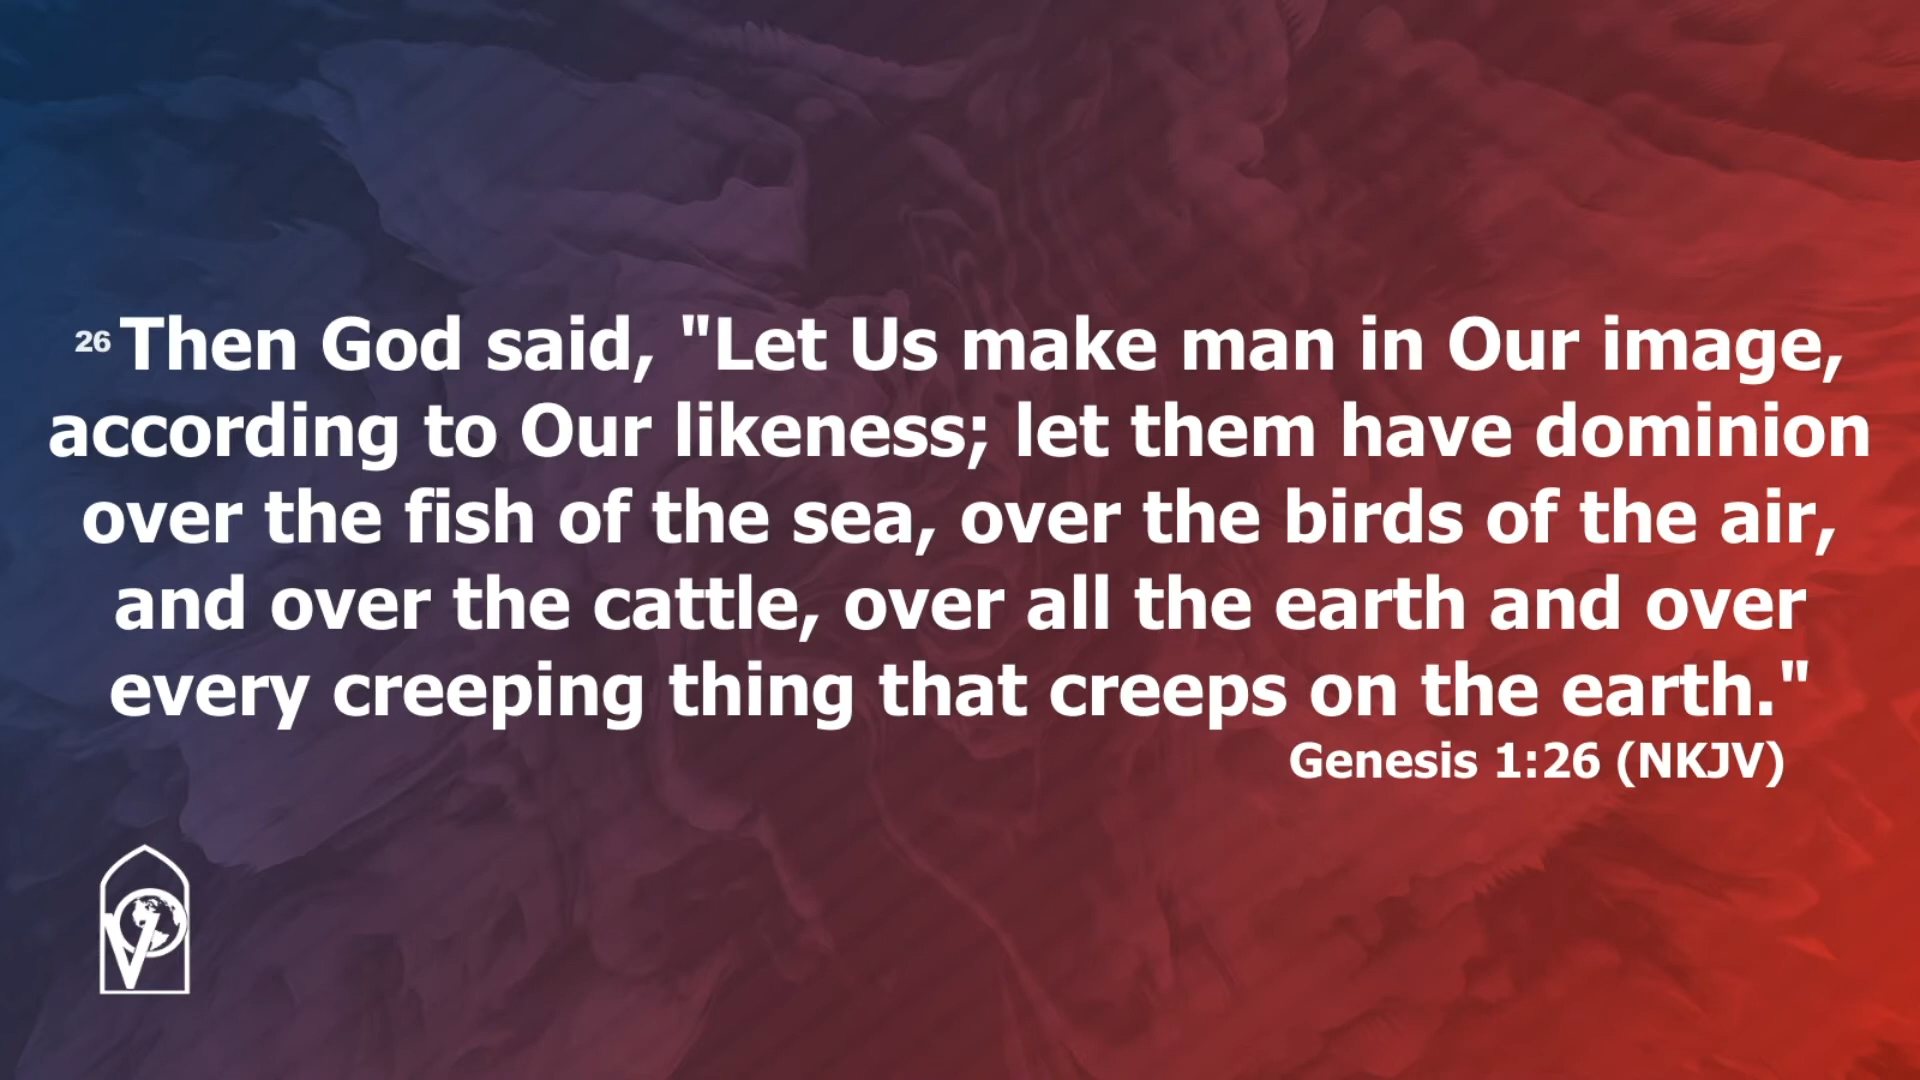 26 Then God said, "Let Us make man in Our image,
according to Our likeness; let them have dominion
over the fish of the sea, over the birds of the air,
and over the cattle, over all the earth and over
every creeping thing that creeps on the earth."
Genesis 1:26 (NKJV)
V